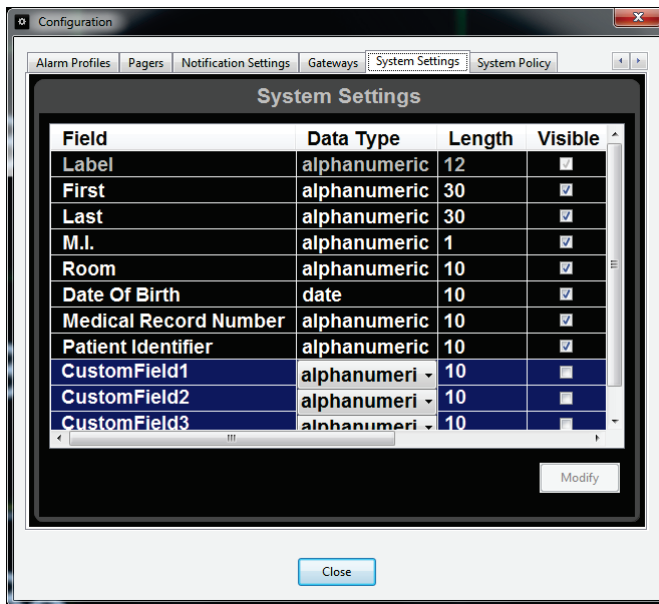 Configuration
Alarm Profiles Pagers Notification Settings Gateways System Settings System Policy
System Settings
Field Data Type Length Visible
Label alphanumeric 12
First alphanumeric 30
Last alphanumeric 30
M.I. alphanumeric 1
Room alphanumeric 10
Date Of Birth date 10
Medical Record Number alphanumeric 10
Patient Identifier alphanumeric 10
CustomField1 alphanumeri 10
CustomField2 alphanumeri 10
CustomField3 alphanumeri 10
Modify
Close